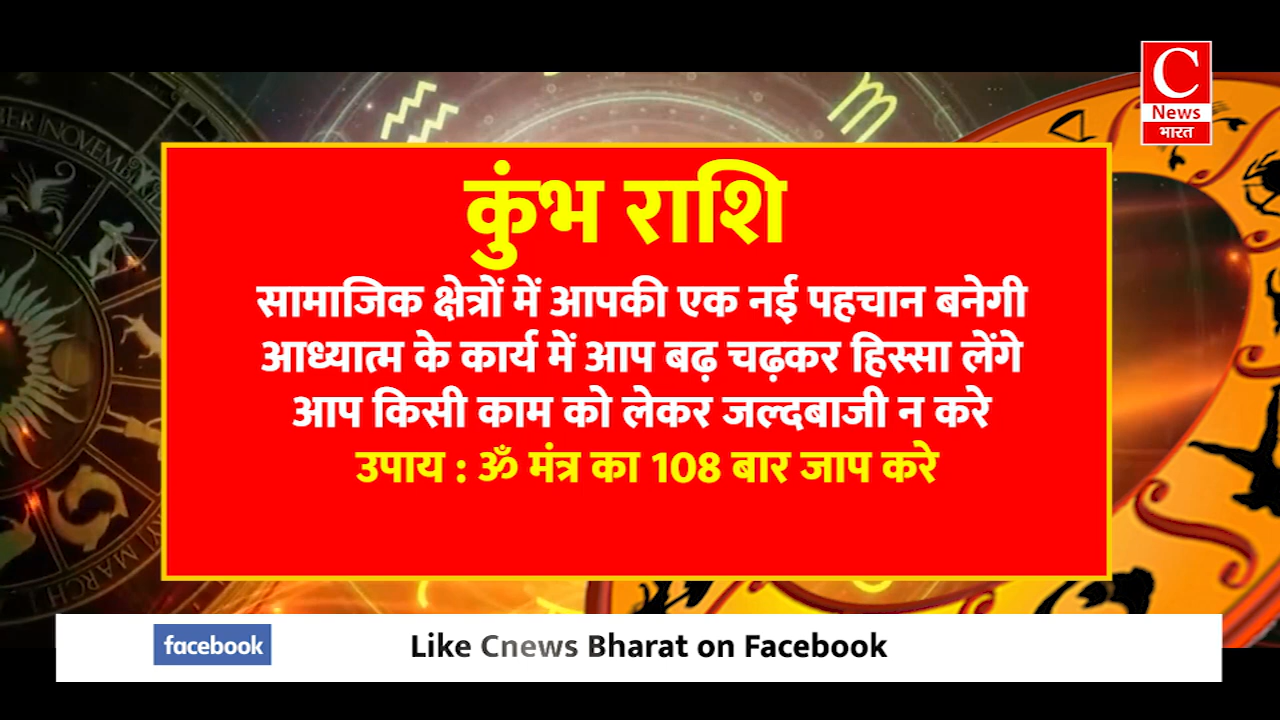 C
News
भारत
कुंभ राशि
सामाजिक क्षेत्रों में आपकी एक नई पहचान बनेगी
आध्यात्म के कार्य में आप बढ़ चढ़कर हिस्सा लेंगे
आप किसी काम को लेकर जल्दबाजी न करे
उपाय : ॐ मंत्र का 108 बार जाप करे
facebook
Like Cnews Bharat on Facebook